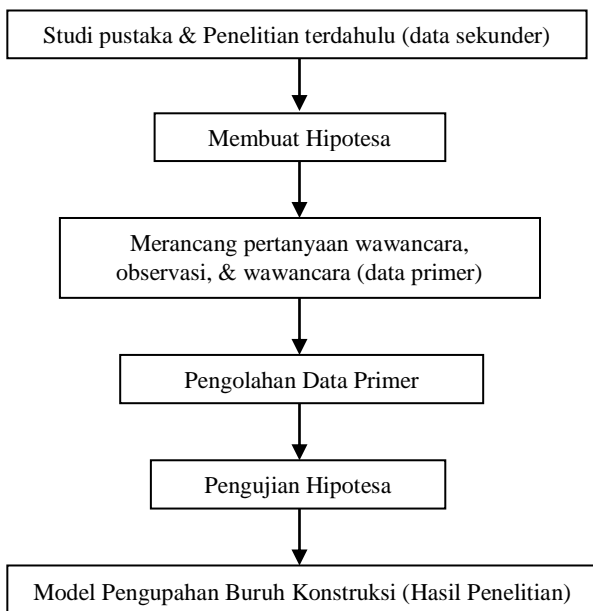 Studi pustaka & Penelitian terdahulu (data sekunder)
Membuat Hipotesa
Merancang pertanyaan wawancara,
observasi, & wawancara (data primer)
Pengolahan Data Primer
Pengujian Hipotesa
Model Pengupahan Buruh Konstruksi (Hasil Penelitian)